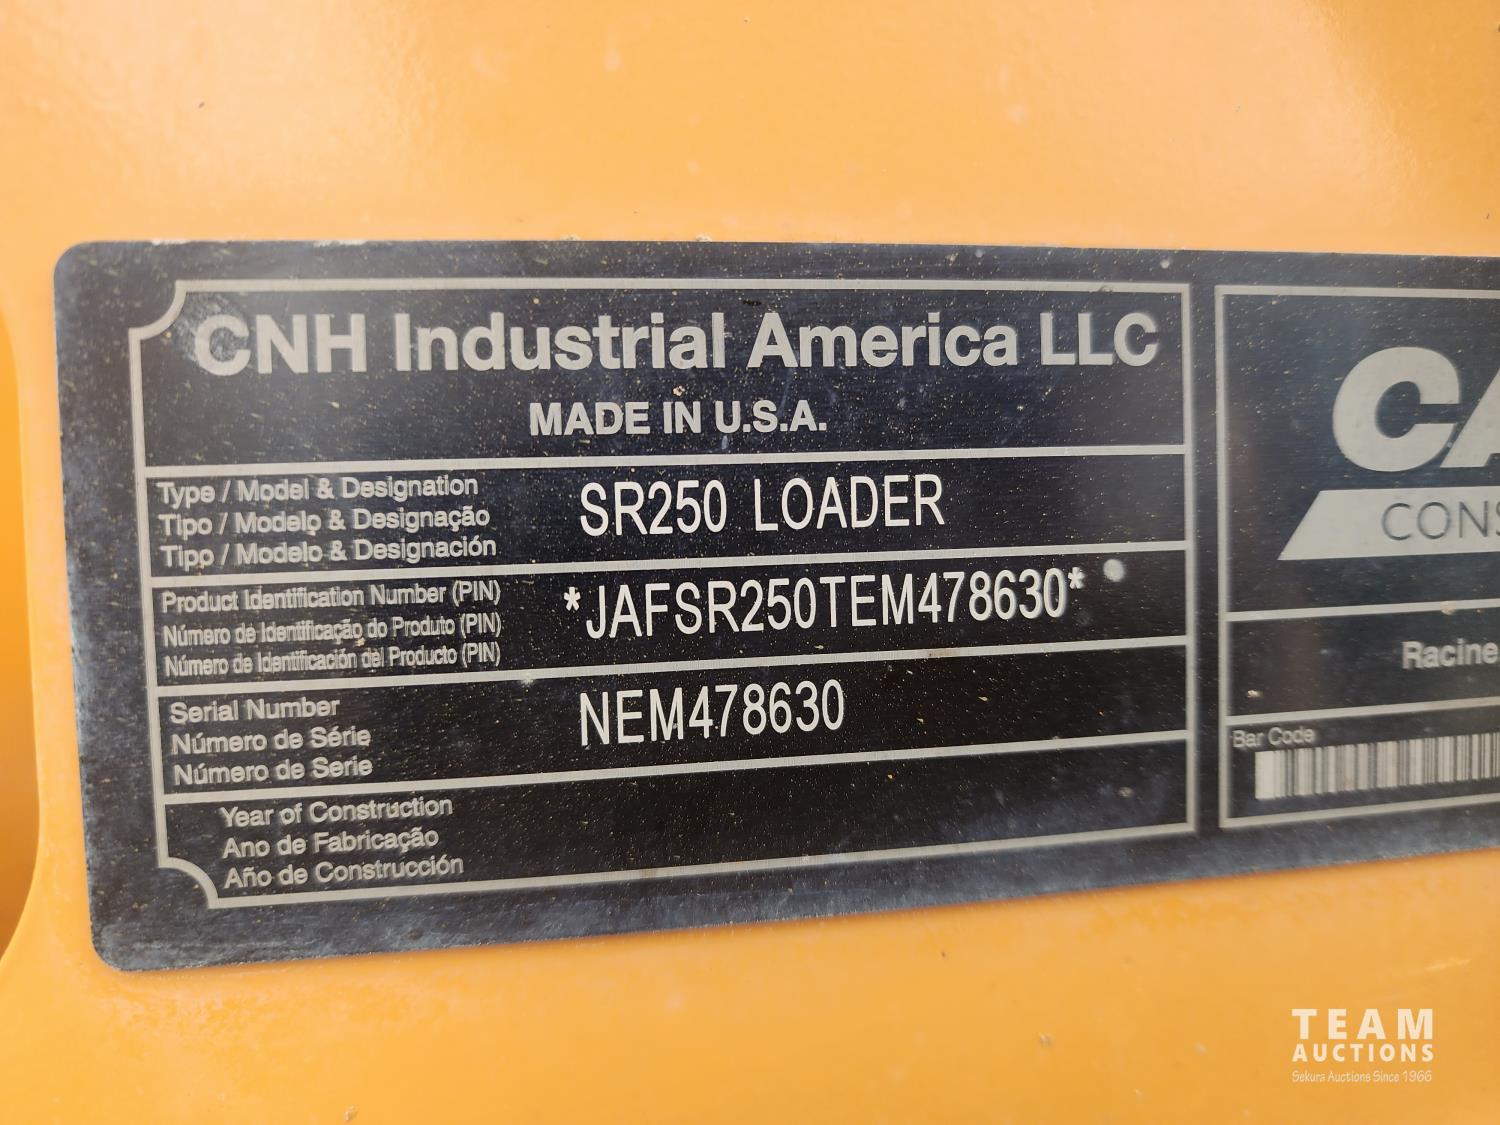 CNH Industrial America LLC
MADE IN U.S.A.
Type / Model & Designation
Tipo / Modelo & Designação
Tipo / Modelo & Designación
SR250 LOADER
Product Identification Number (PIN)
Número de Identificação do Produto (PIN)
Número de Identificación del Producto (PIN)
*JAFSR250TEM478630*
Serial Number
Número de Série
Número de Serie
NEM478630
Year of Construction
Ano de Fabricação
Año de Construcción
CA
CONS
Racine
Bar Code
TEAM
AUCTIONS
Sekura Auctions Since 1966